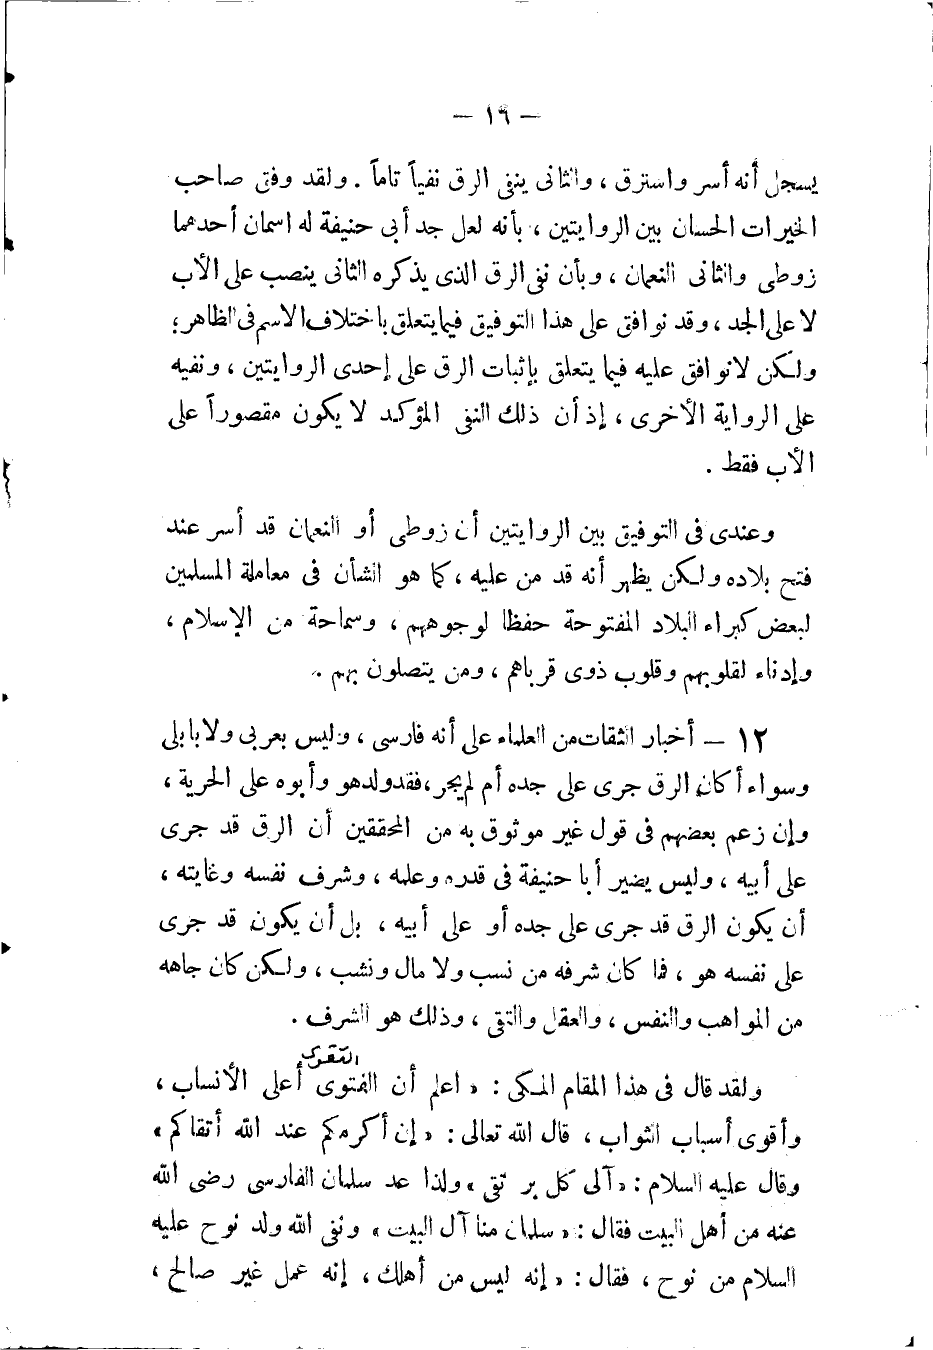 — ١٦ —
يسجل أنه أسر واسترق ، والثانى ينفى الرق نفياً تاماً . ولقد وفق صاحب
الخيرات الحسان بين الروايتين ، بأنه لعل جد أبى حنيفة له اسمان أحدهما
زوطى والثانى النعمان ، وبأن نفى الرق الذى يذكره الثانى ينصب على الأب
لا على الجد ، وقد نوافق على هذا التوفيق فيما يتعلق باختلاف الاسم فى الظاهر ؛
ولكن لا نوافق عليه فيما يتعلق بإثبات الرق على إحدى الروايتين ، ونفيه
على الرواية الأخرى ، إذ أن ذلك النفى المؤكد لا يكون مقصوراً على
الأب فقط .
وعندى فى التوفيق بين الروايتين أن زوطى أو النعمان قد أسر عند
فتح بلاده ولكن يظهر أنه قد من عليه ، كما هو الشأن فى معاملة المسلمين
لبعض كبراء البلاد المفتوحة حفظا لوجوههم ، وسماحة من الإسلام ،
وإدناء لقلوبهم وقلوب ذوى قرباهم ، ومن يتصلون بهم .
١٢ — أخبار الثقات من العلماء على أنه فارسى ، وليس بعربى ولا بابلى
وسواء أكان الرق جرى على جده أم لم يجر ، فقد ولد هو وأبوه على الحرية ،
وإن زعم بعضهم فى قول غير موثوق به من المحققين أن الرق قد جرى
على أبيه ، وليس يضير أبا حنيفة فى قدره وعلمه ، وشرف نفسه وغايته ،
أن يكون الرق قد جرى على جده أو على أبيه ، بل أن يكون قد جرى
على نفسه هو ، فما كان شرفه من نسب ولا مال ونشب ، ولكن كان جاهه
من المواهب والنفس ، والعقل والتقى ، وذلك هو الشرف .
التقوى
ولقد قال فى هذا المقام المكى : « اعلم أن الفتوى أعلى الأنساب ،
وأقوى أسباب الثواب ، قال الله تعالى : « إن أكرمكم عند الله أتقاكم »
وقال عليه السلام : « آلى كل بر تقى » ولذا عد سلمان الفارسى رضى الله
عنه من أهل البيت فقال : « سلمان منا آل البيت » ونفى الله ولد نوح عليه
السلام من نوح ، فقال : « إنه ليس من أهلك ، إنه عمل غير صالح ،